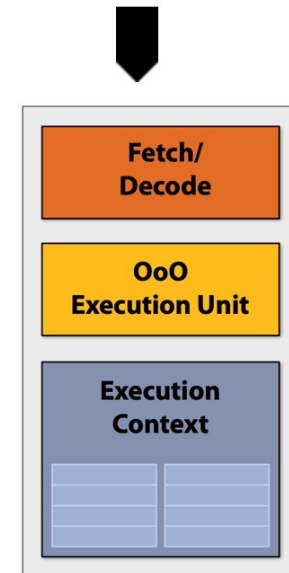 Fetch/
Decode
OoO
Execution Unit
Execution
Context